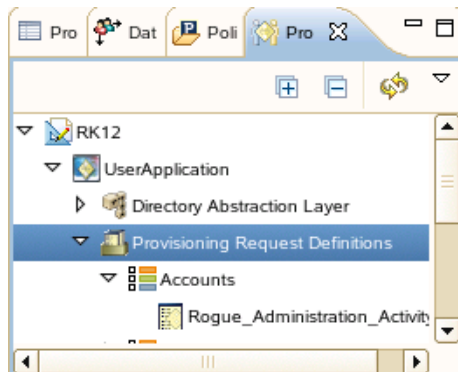 Pro Dat Poli Pro
RK12
UserApplication
Directory Abstraction Layer
Provisioning Request Definitions
Accounts
Rogue_Administration_Activity